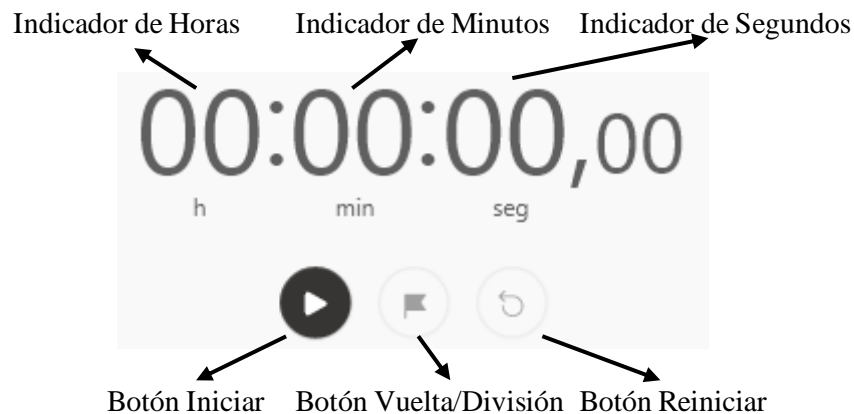 Indicador de Horas Indicador de Minutos Indicador de Segundos
00:00:00,00
h min seg
Botón Iniciar Botón Vuelta/División Botón Reiniciar